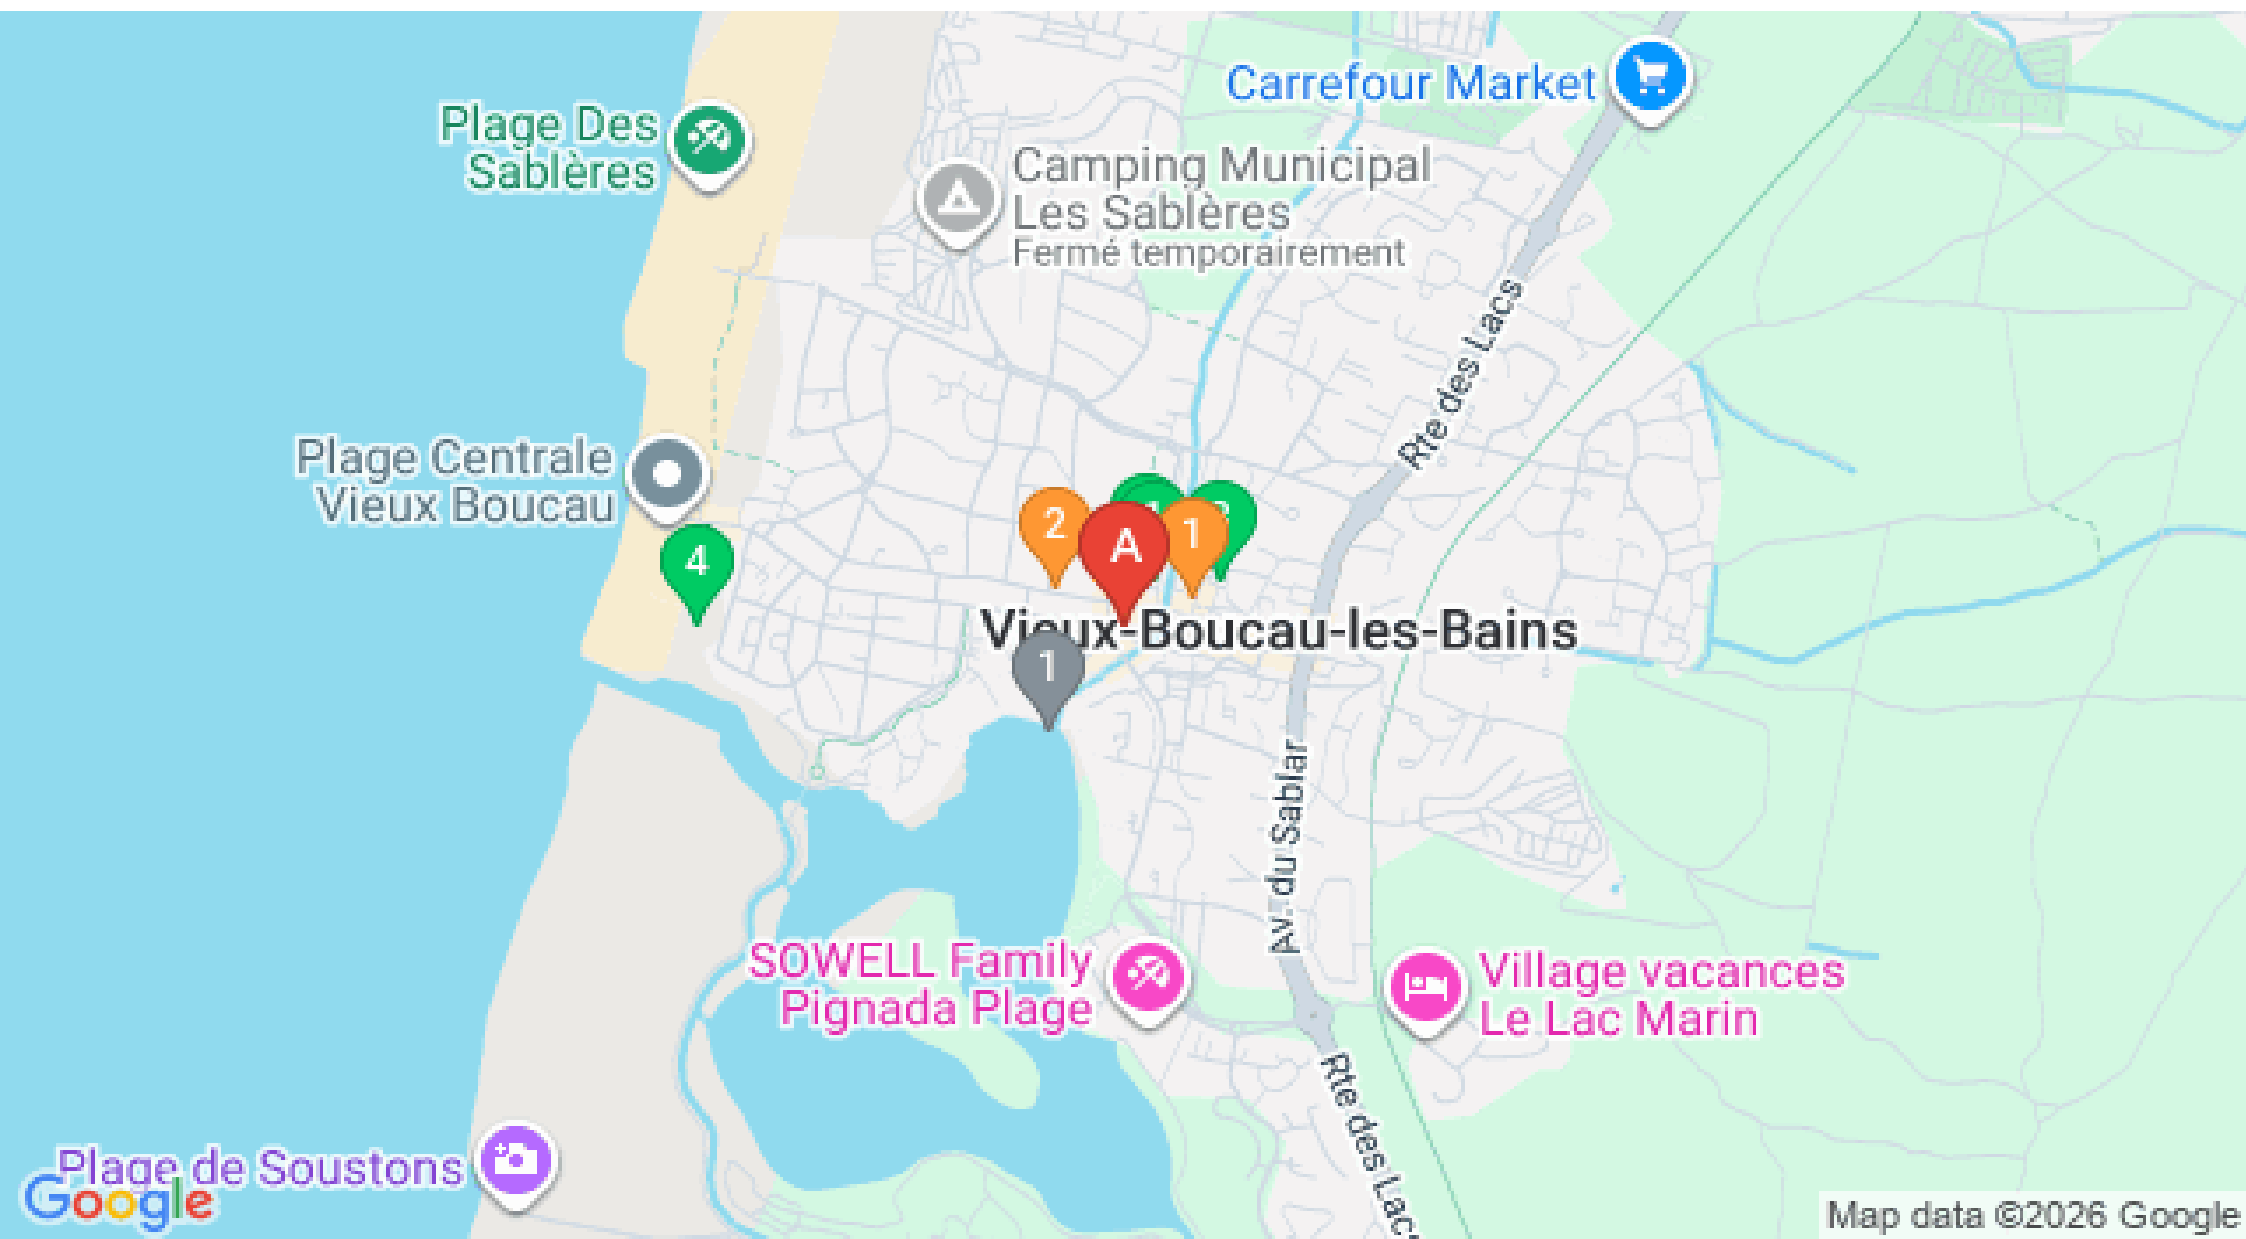 Carrefour Market
Plage Des
Sablères
Camping Municipal
Les Sablères
Fermé temporairement
Rte des Lacs
Plage Centrale
Vieux Boucau
2
A
1
4
Vieux-Boucau-les-Bains
1
Av. du Sablar
SOWELL Family
Pignada Plage
Village vacances
Le Lac Marin
Rte des Lacs
Plage de Soustons
Google
Map data ©2026 Google